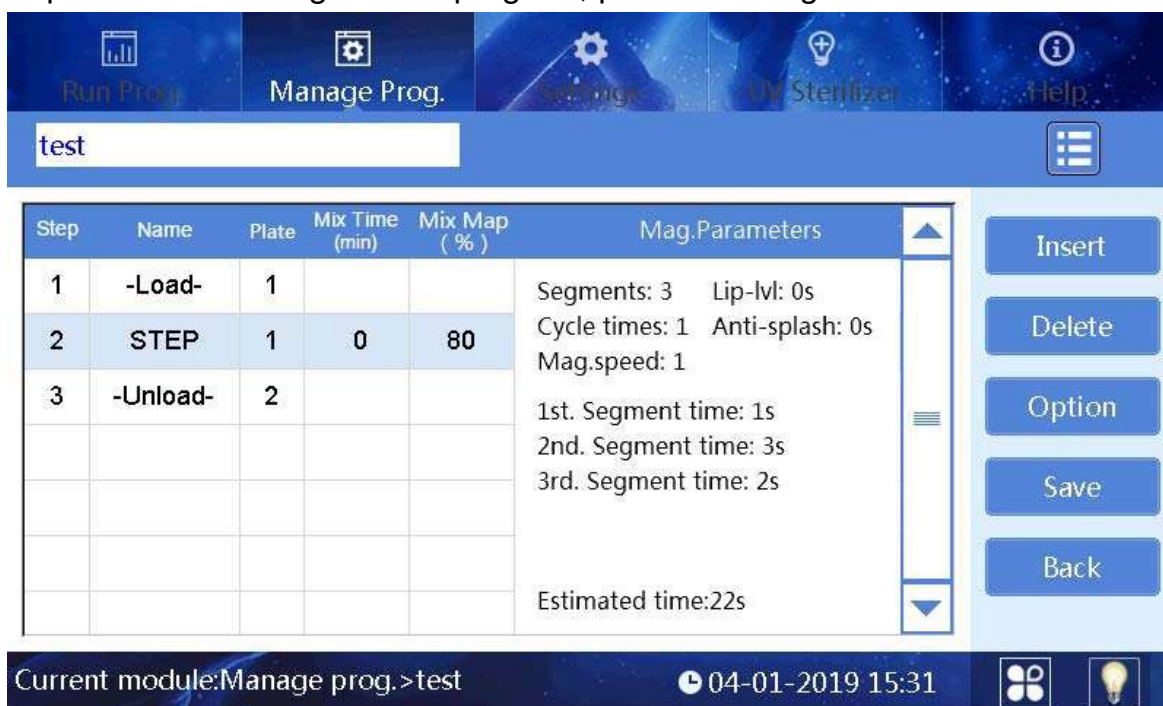 Run Prog. Manage Prog. Settings UV Sterilizer Help
test
Step Name Plate Mix Time (min) Mix Map ( % ) Mag.Parameters
1 -Load- 1
2 STEP 1 0 80
3 -Unload- 2
Segments: 3 Lip-lvl: 0s
Cycle times: 1 Anti-splash: 0s
Mag.speed: 1
1st. Segment time: 1s
2nd. Segment time: 3s
3rd. Segment time: 2s
Estimated time:22s
Insert
Delete
Option
Save
Back
Current module:Manage prog.>test 04-01-2019 15:31